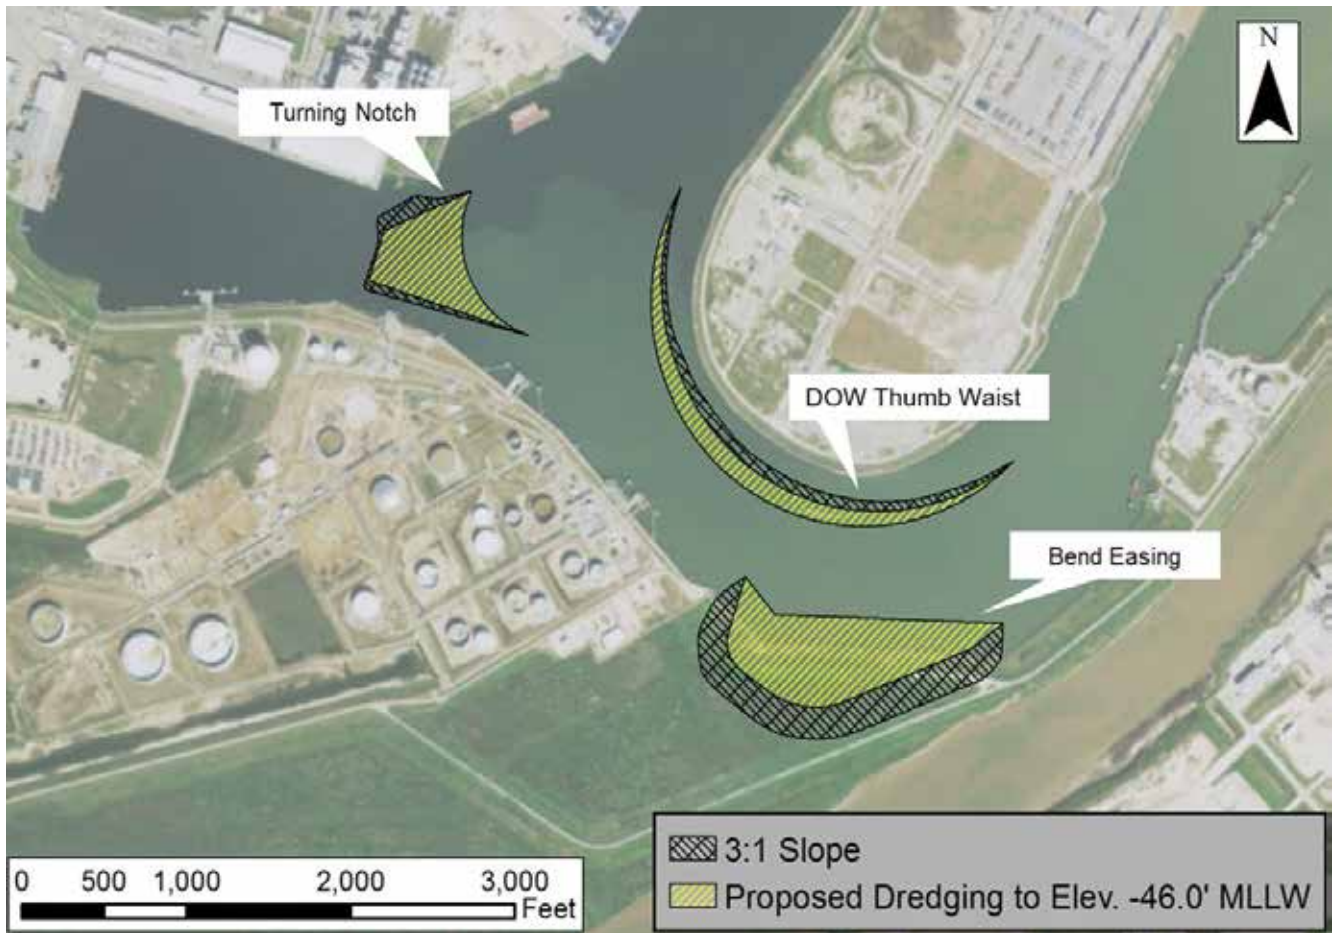 N
Turning Notch
DOW Thumb Waist
Bend Easing
3:1 Slope
Proposed Dredging to Elev. -46.0' MLLW
0 500 1,000 2,000 3,000
Feet